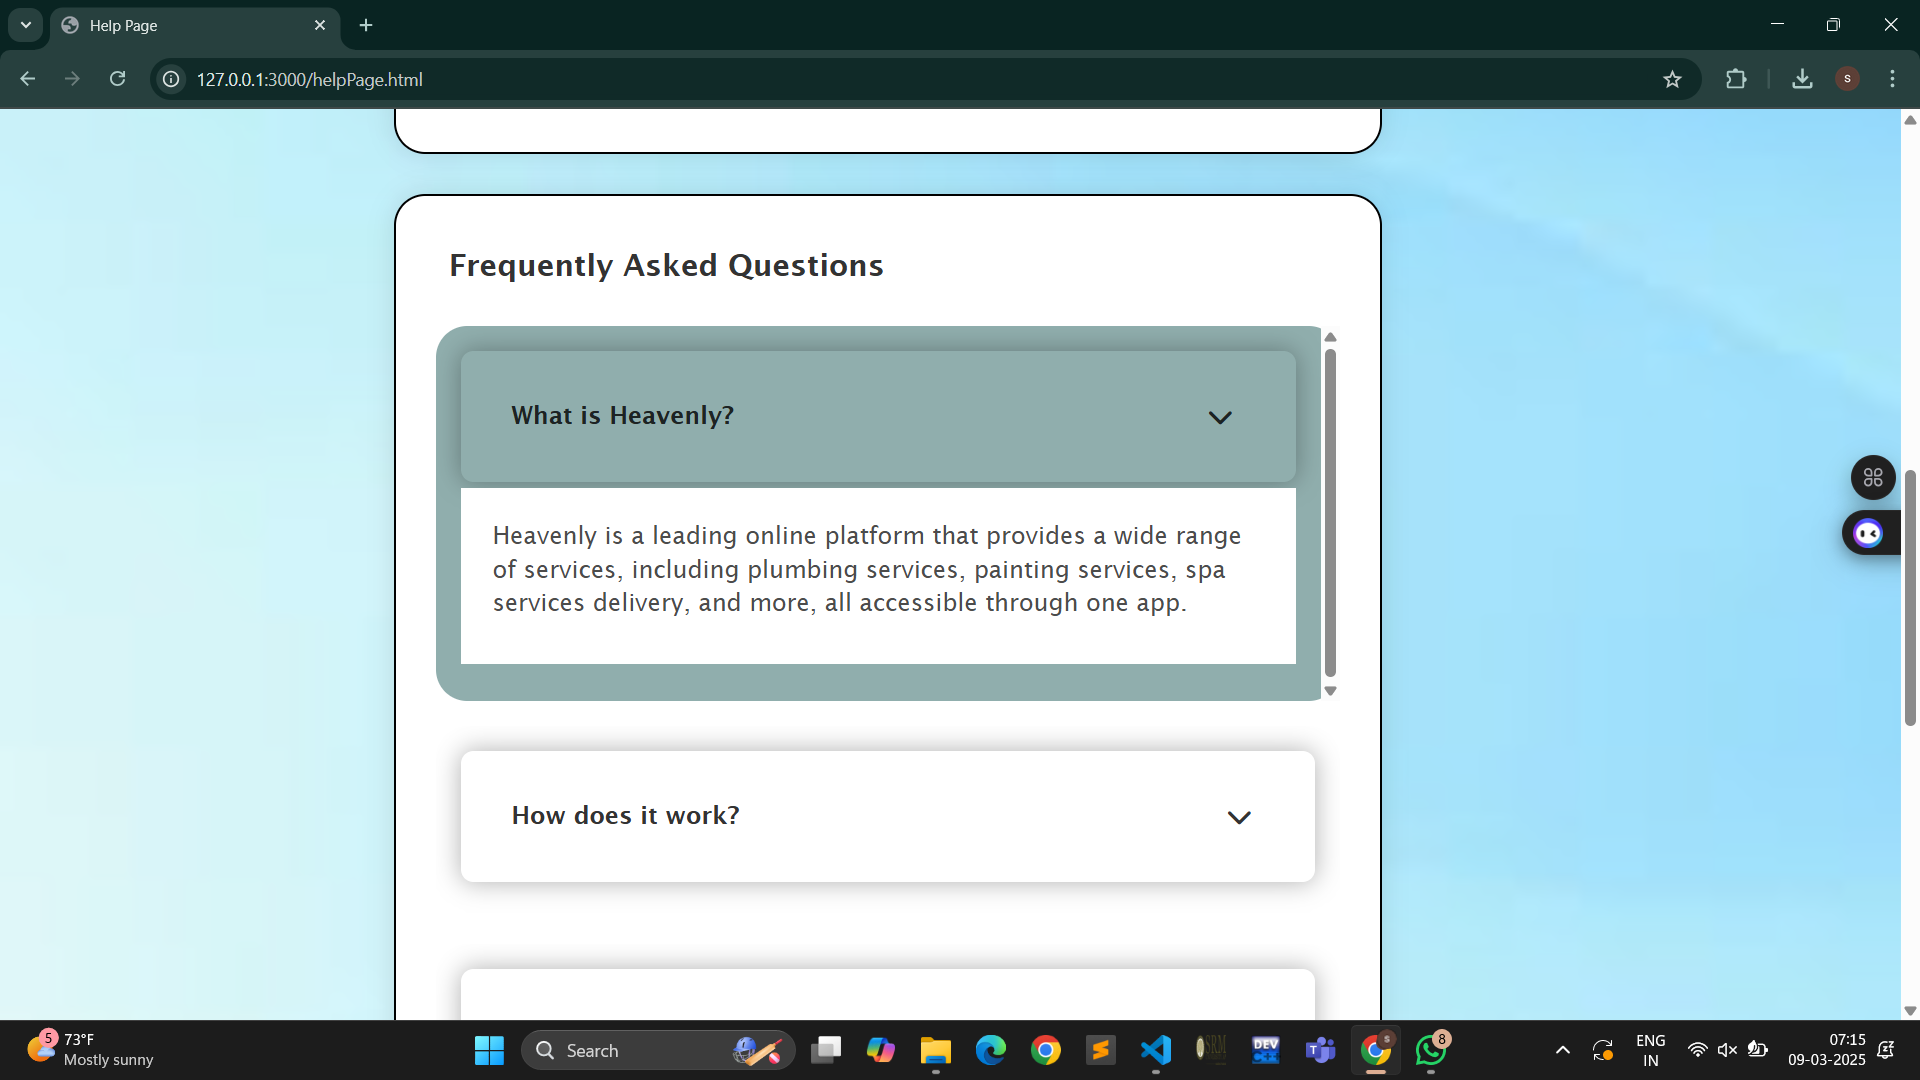 Help Page
127.0.0.1:3000/helpPage.html
S
Frequently Asked Questions
What is Heavenly?
Heavenly is a leading online platform that provides a wide range
of services, including plumbing services, painting services, spa
services delivery, and more, all accessible through one app.
How does it work?
5
73°F
Mostly sunny
Search
SRM
DEV
C++
T
S
8
ENG
IN
07:15
09-03-2025